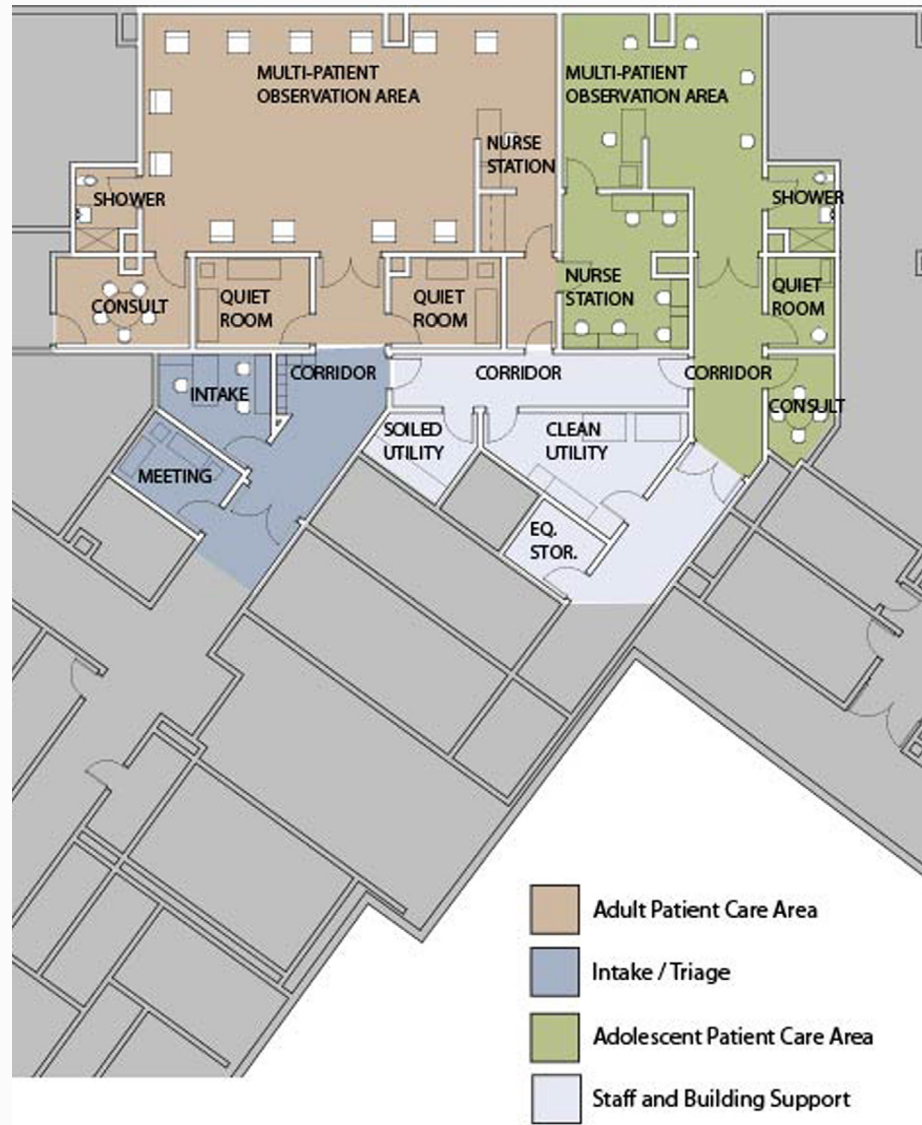 MULTI-PATIENT
OBSERVATION AREA
MULTI-PATIENT
OBSERVATION AREA
NURSE
STATION
SHOWER
SHOWER
NURSE
STATION
CONSULT
QUIET
ROOM
QUIET
ROOM
QUIET
ROOM
INTAKE
CORRIDOR
CORRIDOR
CORRIDOR
CONSULT
SOILED
UTILITY
CLEAN
UTILITY
MEETING
EQ.
STOR.
Adult Patient Care Area
Intake / Triage
Adolescent Patient Care Area
Staff and Building Support